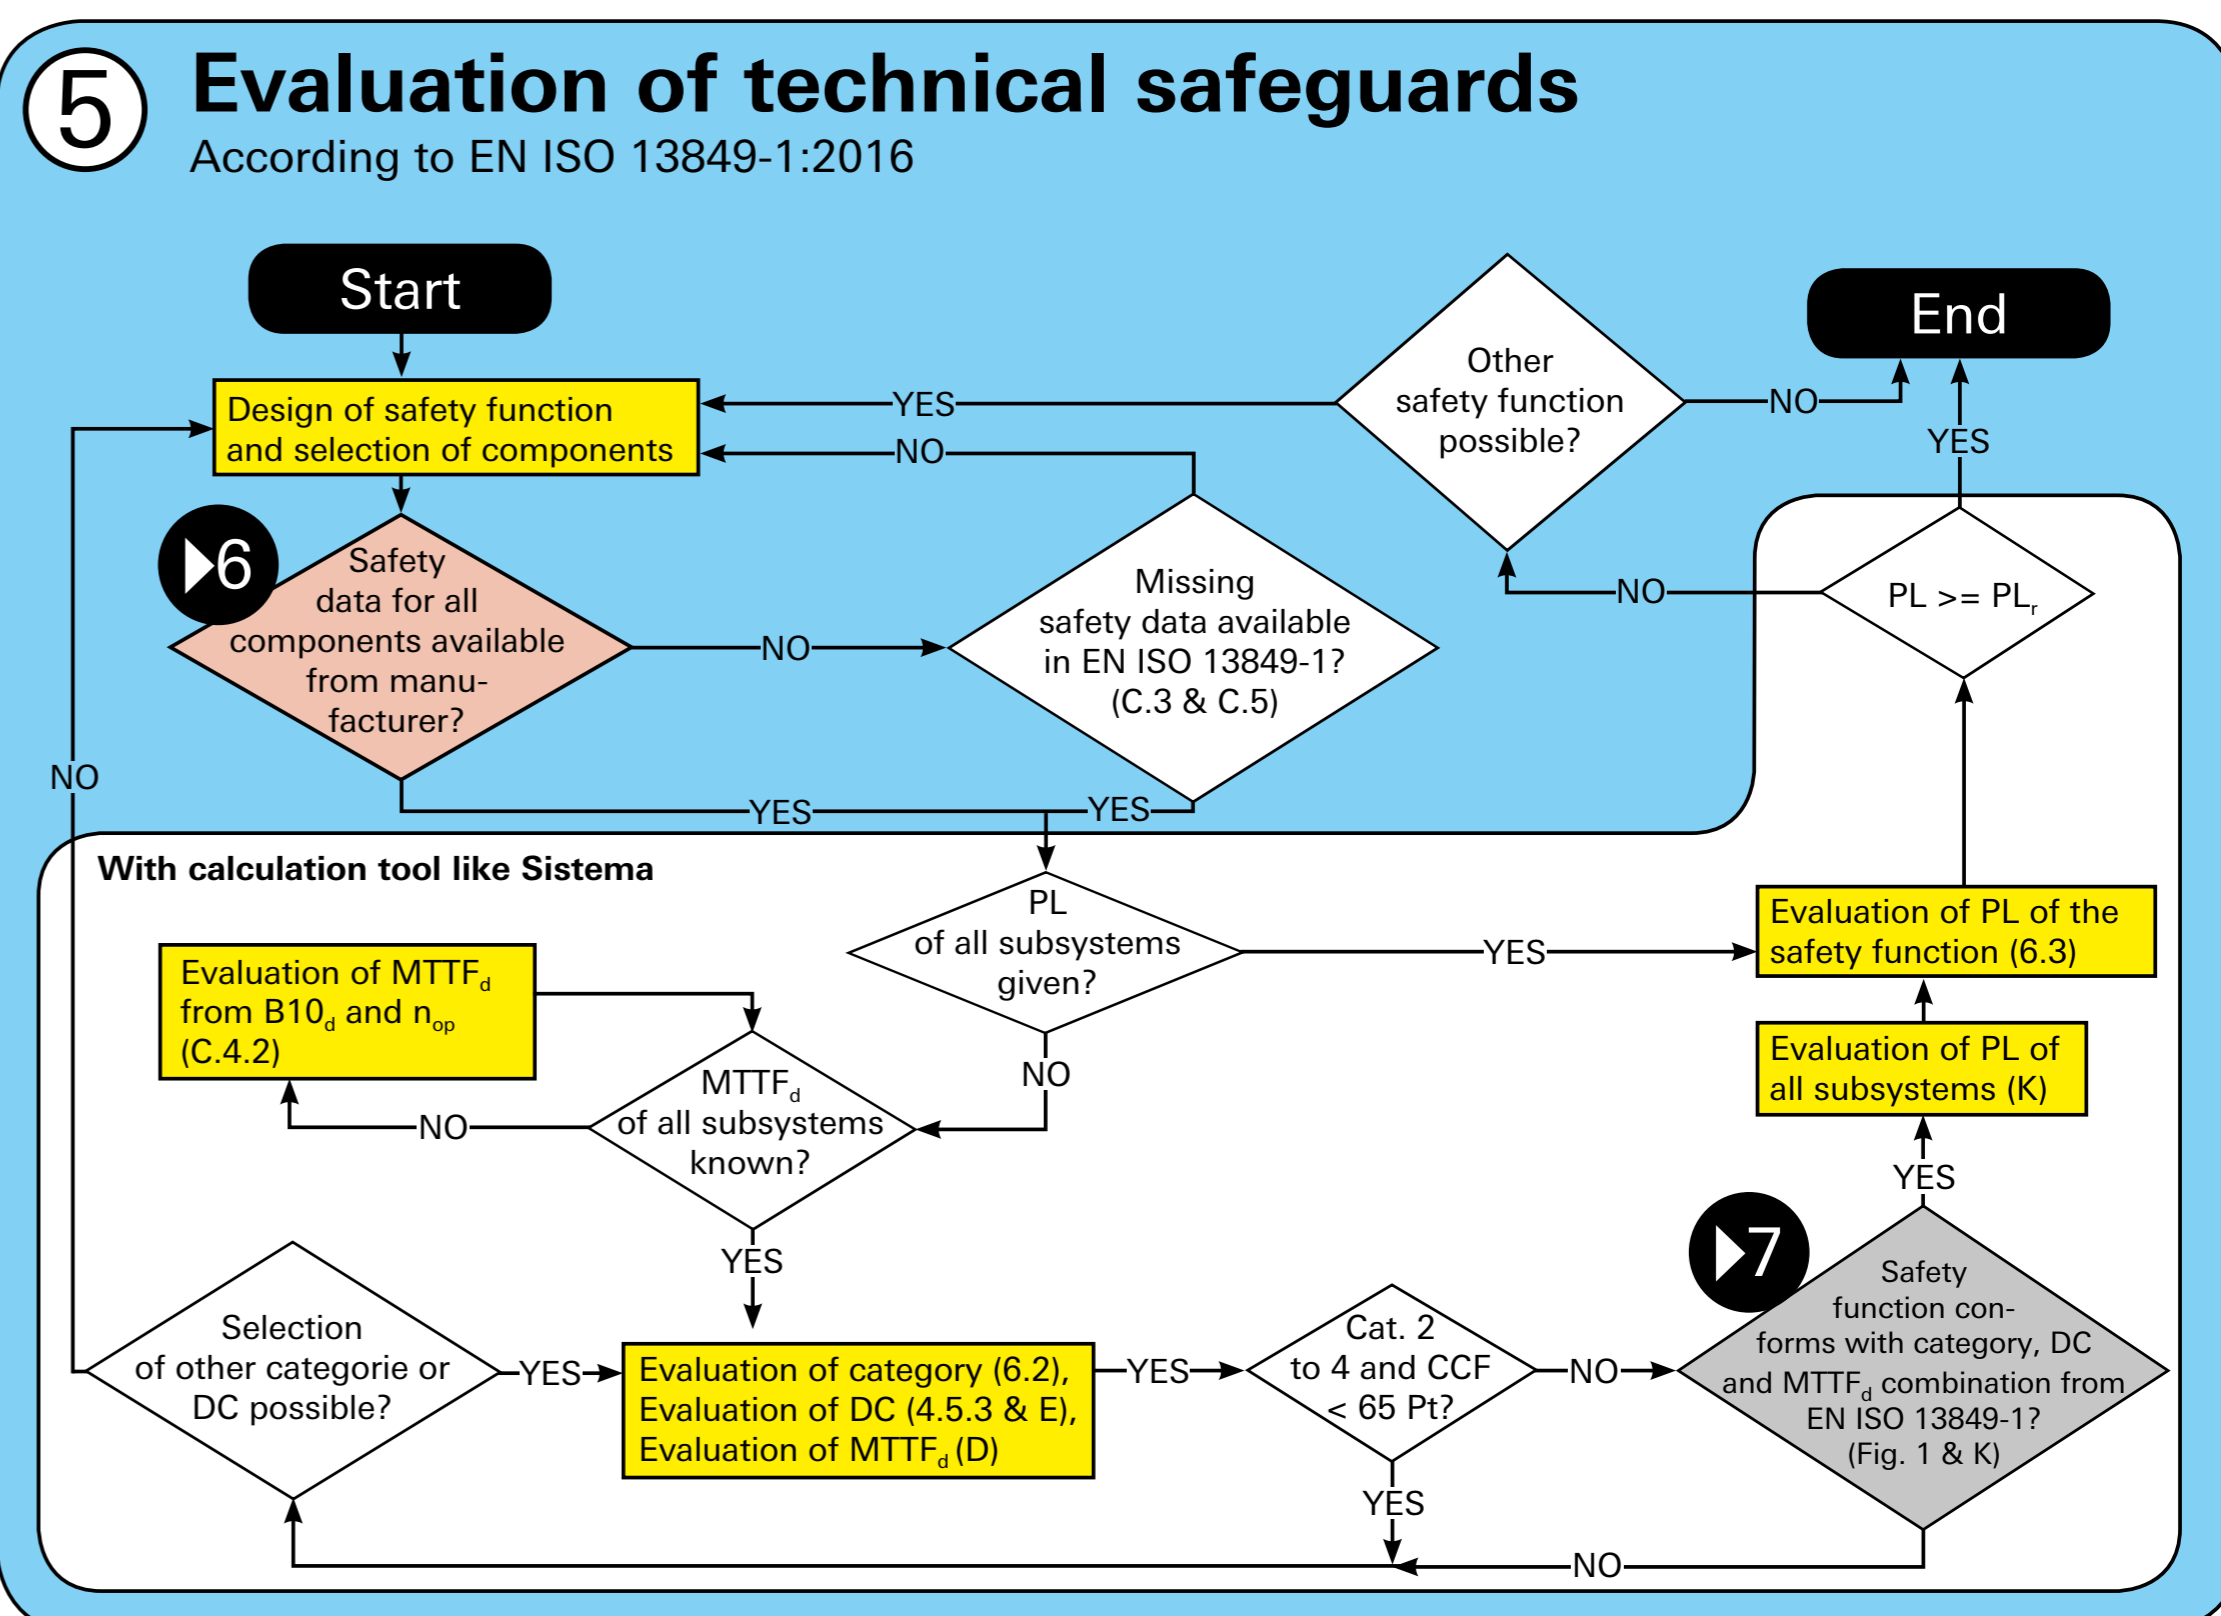 5
Evaluation of technical safeguards
According to EN ISO 13849-1:2016
Start
End
Design of safety function
and selection of components
YES
NO
Other
safety function
possible?
NO
YES
6
Safety
data for all
components available
from manu-
facturer?
NO
Missing
safety data available
in EN ISO 13849-1?
(C.3 & C.5)
NO
PL >= PLr
NO
YES
YES
With calculation tool like Sistema
PL
of all subsystems
given?
YES
Evaluation of PL of the
safety function (6.3)
Evaluation of MTTFd
from B10d and nop
(C.4.2)
NO
MTTFd
of all subsystems
known?
NO
Evaluation of PL of
all subsystems (K)
YES
YES
7
Selection
of other categorie or
DC possible?
YES
Evaluation of category (6.2),
Evaluation of DC (4.5.3 & E),
Evaluation of MTTFd (D)
YES
Cat. 2
to 4 and CCF
< 65 Pt?
NO
Safety
function con-
forms with category, DC
and MTTFd combination from
EN ISO 13849-1?
(Fig. 1 & K)
YES
NO